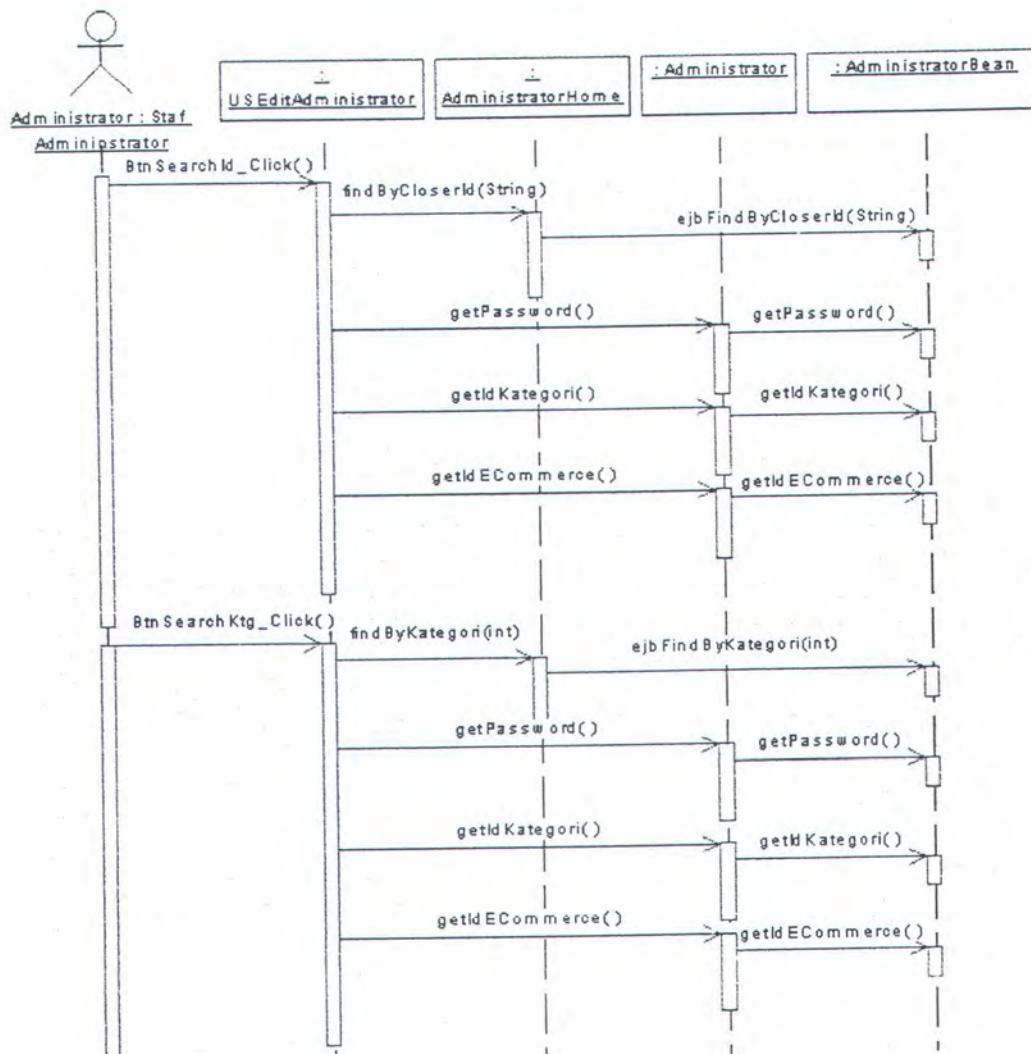 Administrator : Staf
Adminipstrator
:
USEditAdministrator
:
AdministratorHome
: Administrator
: AdministratorBean
BtnSearchId_Click()
findByCloserId(String)
ejbFindByCloserId(String)
getPassword()
getPassword()
getIdKategori()
getIdKategori()
getIdECommerce()
getIdECommerce()
BtnSearchKtg_Click()
findByKategori(int)
ejbFindByKategori(int)
getPassword()
getPassword()
getIdKategori()
getIdKategori()
getIdECommerce()
getIdECommerce()